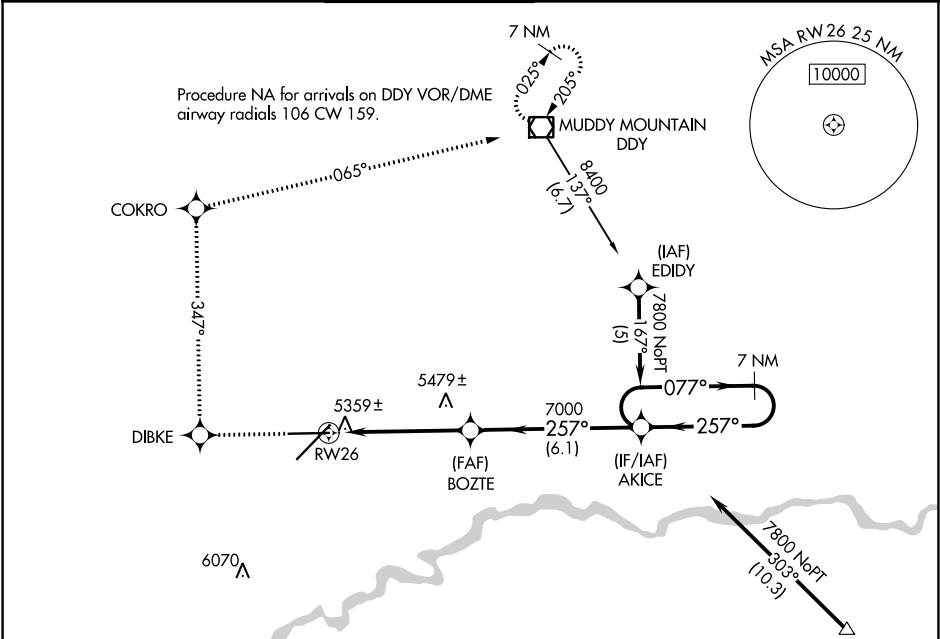 7 NM
025°
205°
MSA RW 26 25 NM
10000
Procedure NA for arrivals on DDY VOR/DME
airway radials 106 CW 159.
MUDDY MOUNTAIN
DDY
065°
8400
137°
(6.7)
COKRO
(IAF)
EDIDY
347°
7800 NoPT
167°
(5)
7 NM
077°
5479±
5359±
7000
257°
(6.1)
257°
DIBKE
RW26
(FAF)
BOZTE
(IF/IAF)
AKICE
6070
7800 NoPT
303°
(10.3)